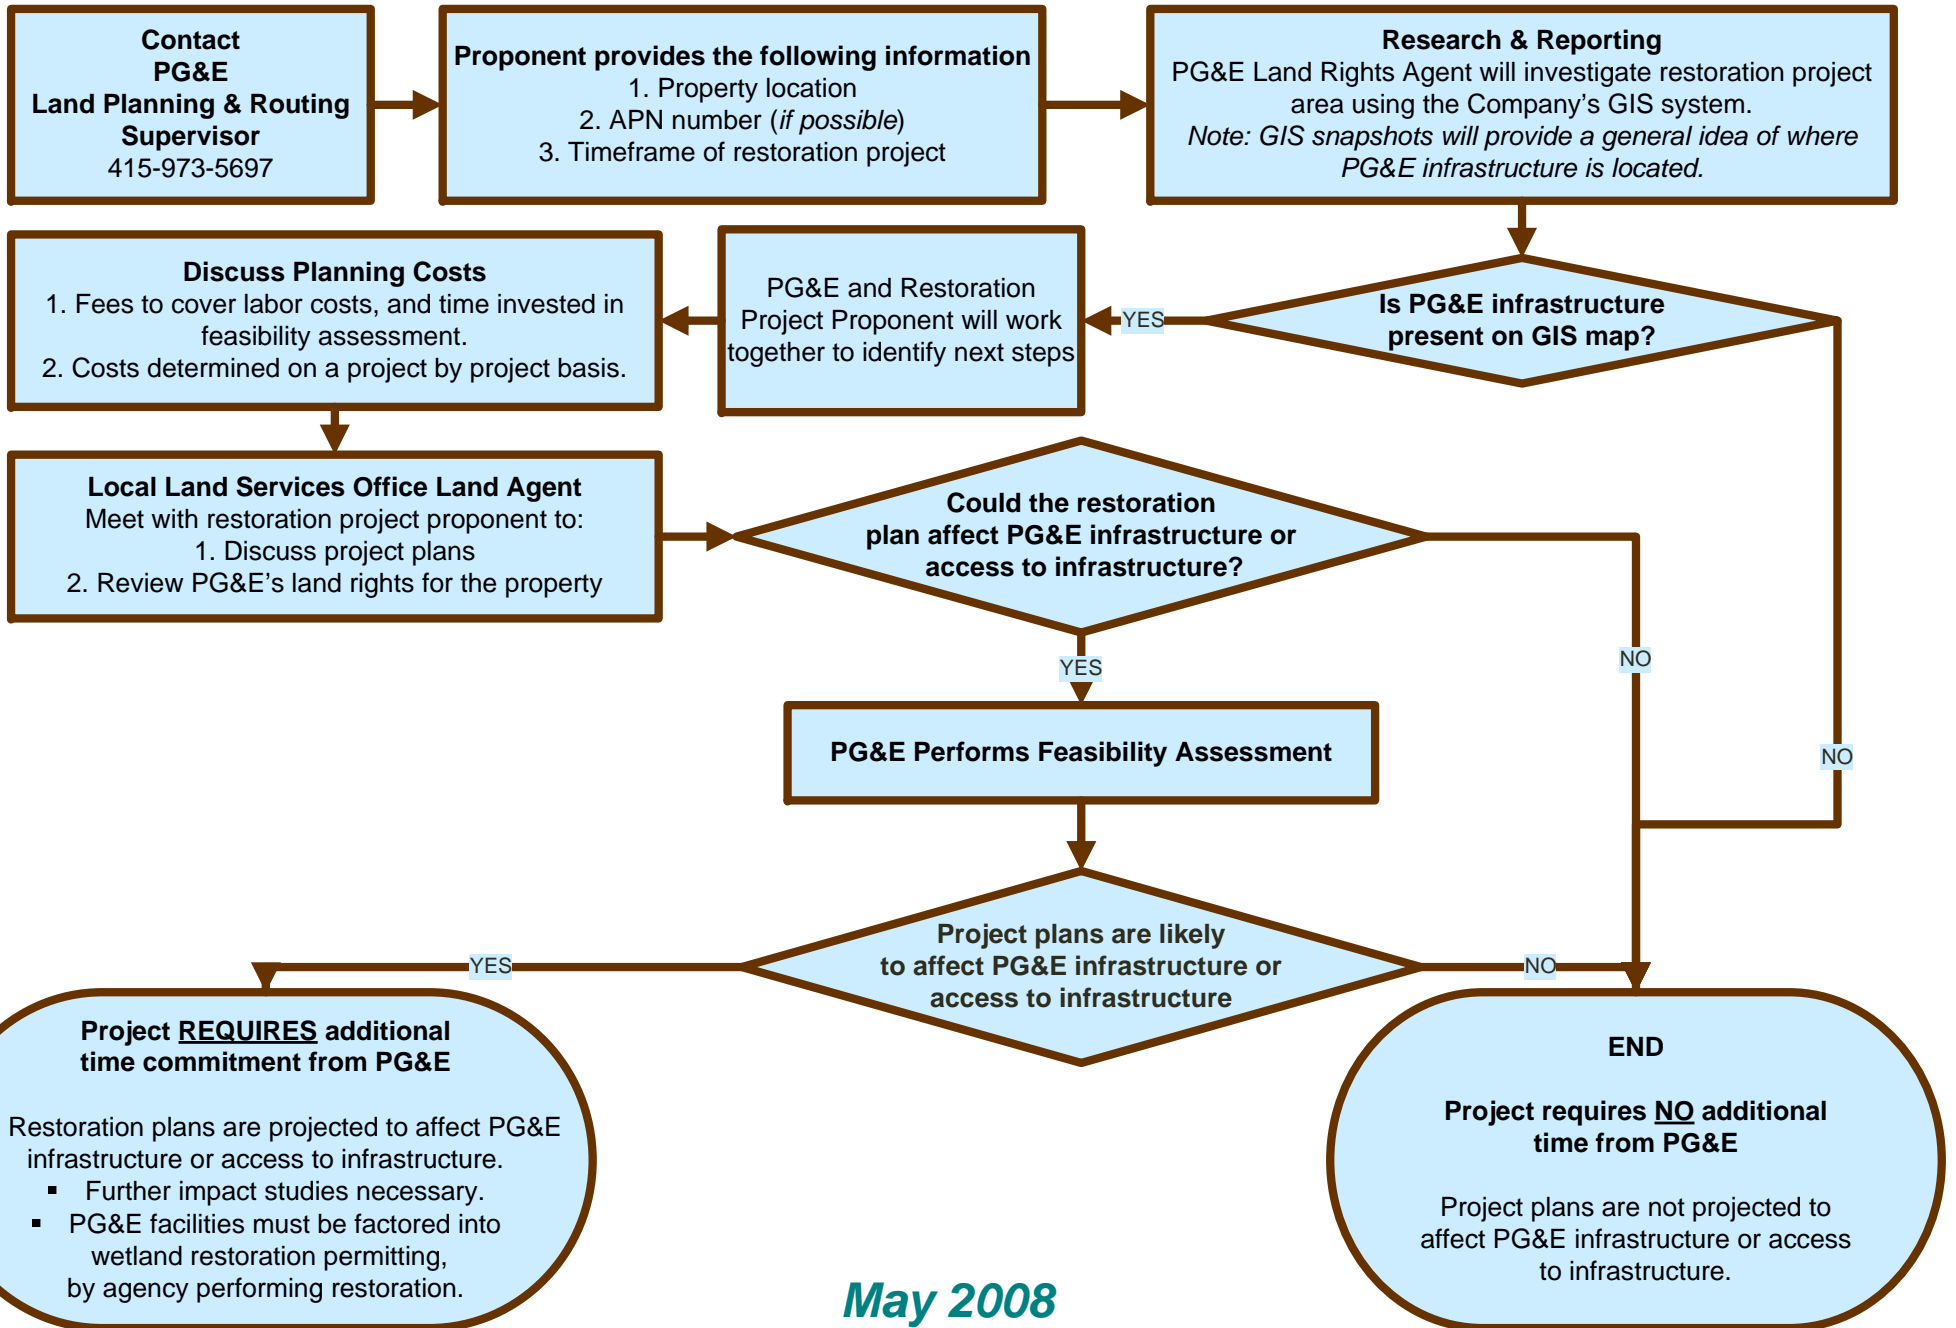 Contact
PG&E
Land Planning & Routing
Supervisor
415-973-5697
Proponent provides the following information
1. Property location
2. APN number (if possible)
3. Timeframe of restoration project
Research & Reporting
PG&E Land Rights Agent will investigate restoration project
area using the Company's GIS system.
Note: GIS snapshots will provide a general idea of where
PG&E infrastructure is located.
Is PG&E infrastructure
present on GIS map?
YES
PG&E and Restoration
Project Proponent will work
together to identify next steps
Discuss Planning Costs
1. Fees to cover labor costs, and time invested in
feasibility assessment.
2. Costs determined on a project by project basis.
Local Land Services Office Land Agent
Meet with restoration project proponent to:
1. Discuss project plans
2. Review PG&E's land rights for the property
Could the restoration
plan affect PG&E infrastructure or
access to infrastructure?
YES
NO
NO
PG&E Performs Feasibility Assessment
Project plans are likely
to affect PG&E infrastructure or
access to infrastructure
YES
NO
Project REQUIRES additional
time commitment from PG&E
Restoration plans are projected to affect PG&E
infrastructure or access to infrastructure.
▪ Further impact studies necessary.
▪ PG&E facilities must be factored into
wetland restoration permitting,
by agency performing restoration.
END
Project requires NO additional
time from PG&E
Project plans are not projected to
affect PG&E infrastructure or access
to infrastructure.
May 2008